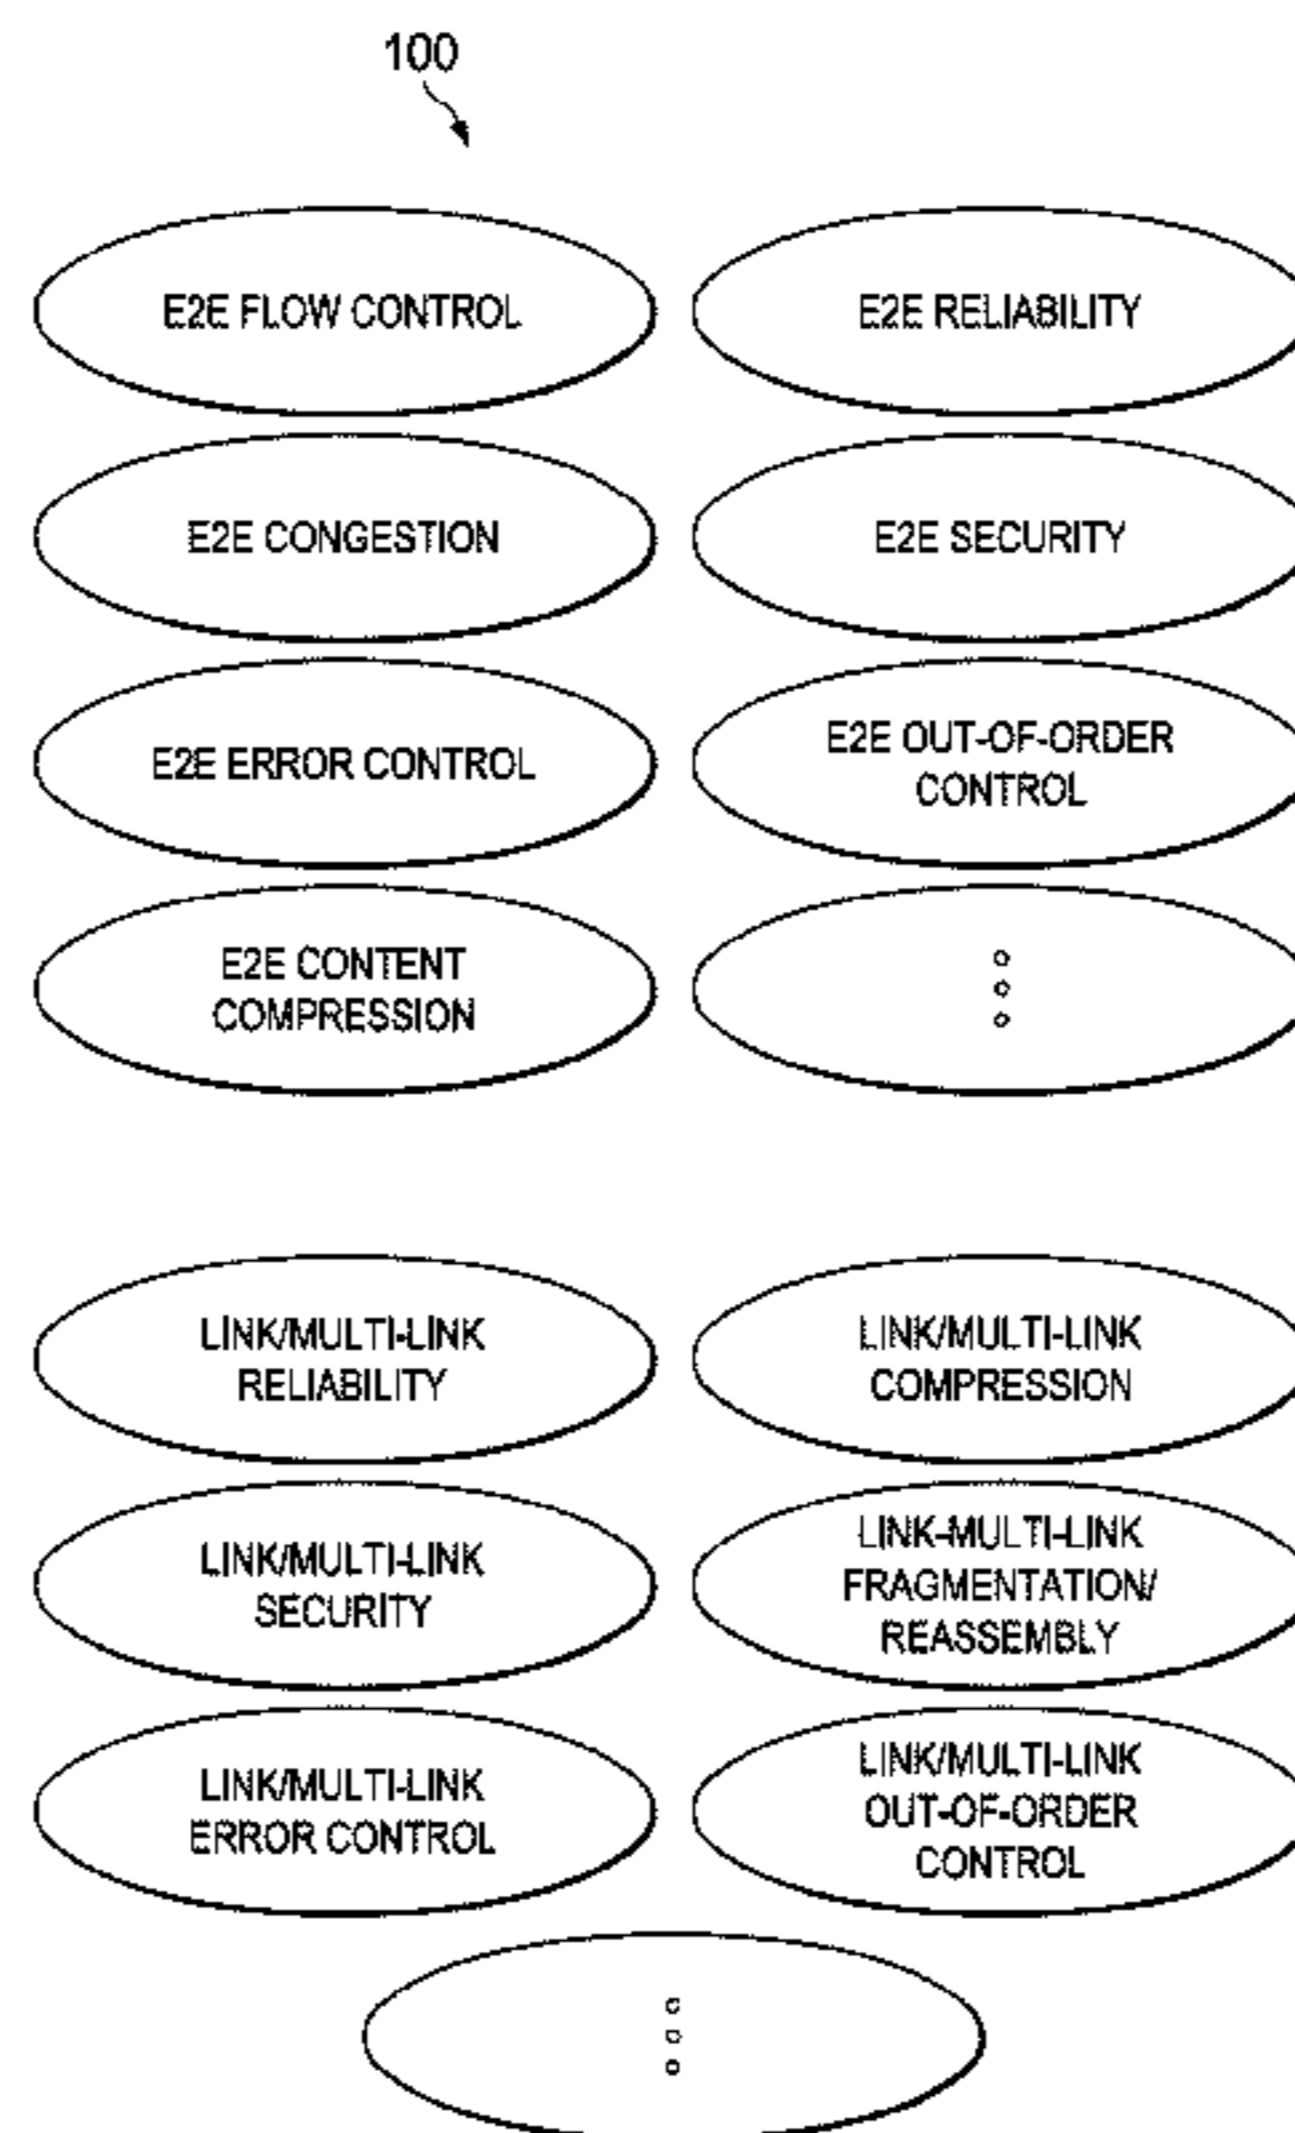 100
E2E FLOW CONTROL
E2E RELIABILITY
E2E CONGESTION
E2E SECURITY
E2E ERROR CONTROL
E2E OUT-OF-ORDER
CONTROL
E2E CONTENT
COMPRESSION
LINK/MULTI-LINK
RELIABILITY
LINK/MULTI-LINK
COMPRESSION
LINK/MULTI-LINK
SECURITY
LINK-MULTI-LINK
FRAGMENTATION/
REASSEMBLY
LINK/MULTI-LINK
ERROR CONTROL
LINK/MULTI-LINK
OUT-OF-ORDER
CONTROL